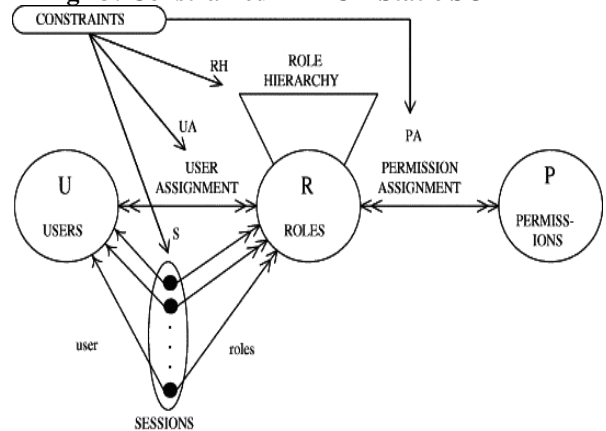 CONSTRAINTS
RH
ROLE
HIERARCHY
UA
PA
USER
ASSIGNMENT
PERMISSION
ASSIGNMENT
U
USERS
R
ROLES
P
PERMISS-
IONS
S
user
roles
SESSIONS